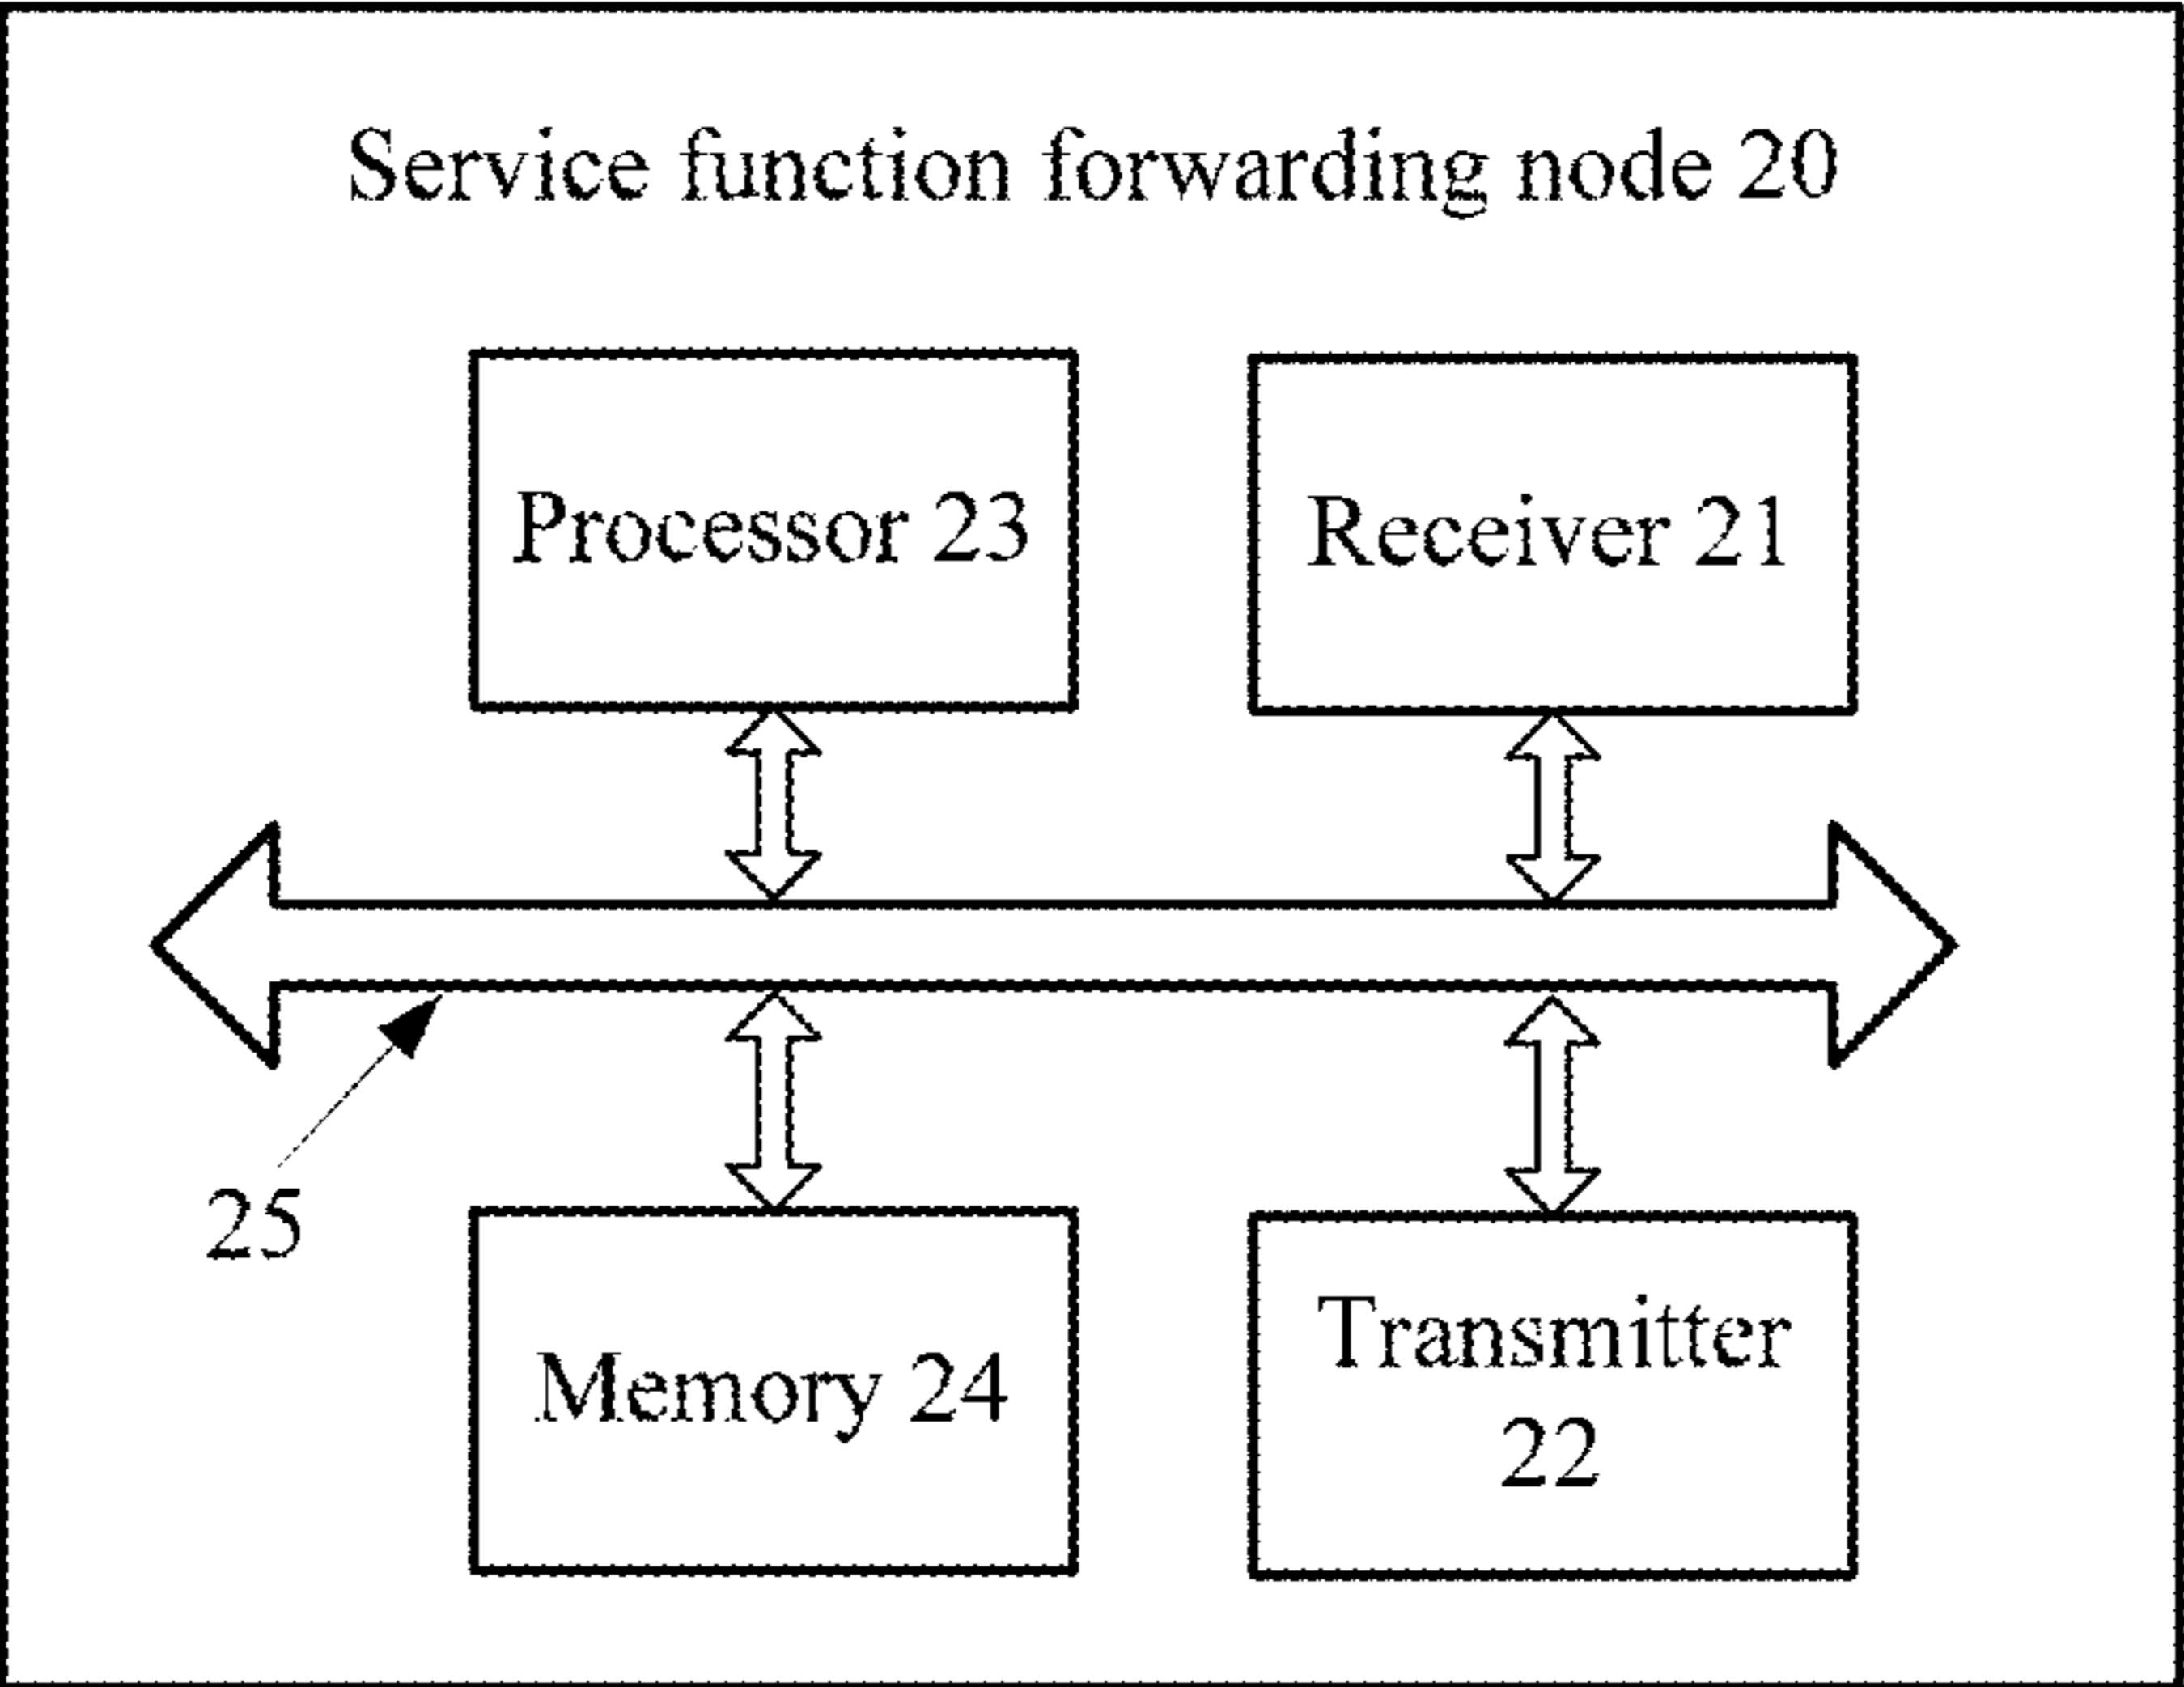 Service function forwarding node 20
Processor 23
Receiver 21
25
Memory 24
Transmitter
22